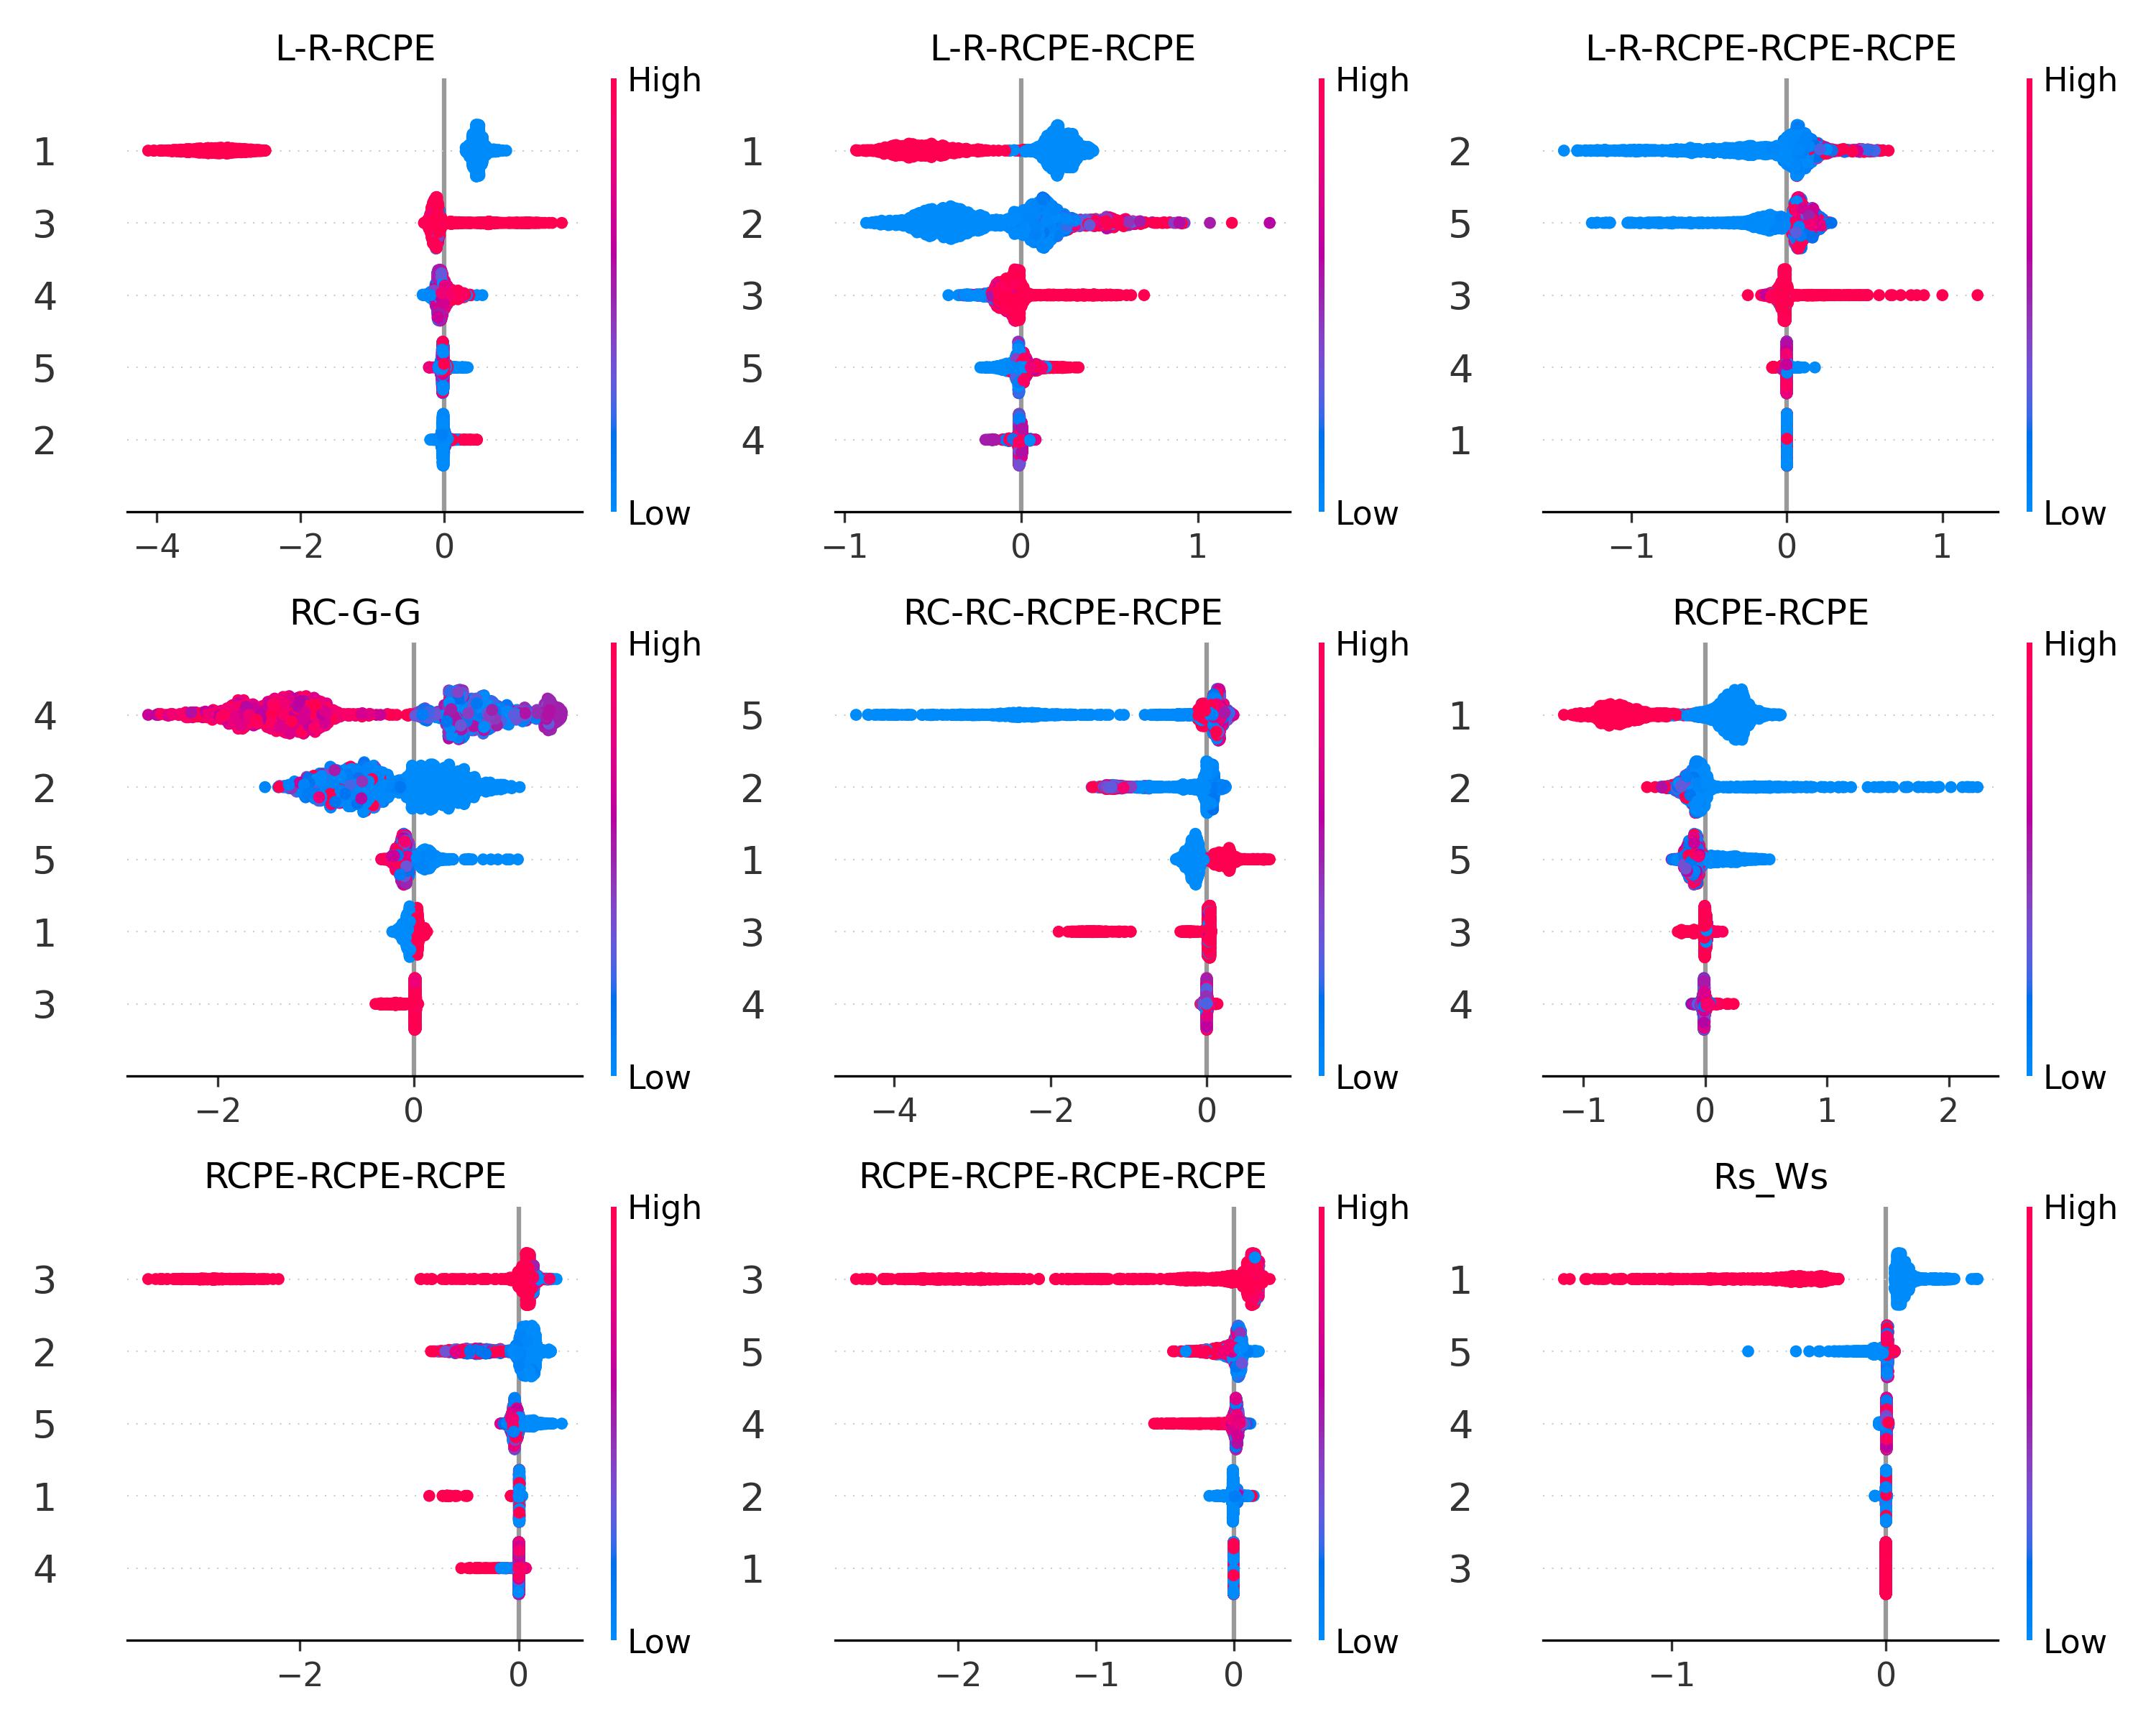 L-R-RCPE
High
1
3
4
5
2
Low
−4 −2 0
L-R-RCPE-RCPE
High
1
2
3
5
4
Low
−1 0 1
L-R-RCPE-RCPE-RCPE
High
2
5
3
4
1
Low
−1 0 1
RC-G-G
High
4
2
5
1
3
Low
−2 0
RC-RC-RCPE-RCPE
High
5
2
1
3
4
Low
−4 −2 0
RCPE-RCPE
High
1
2
5
3
4
Low
−1 0 1 2
RCPE-RCPE-RCPE
High
3
2
5
1
4
Low
−2 0
RCPE-RCPE-RCPE-RCPE
High
3
5
4
2
1
Low
−2 −1 0
Rs_Ws
High
1
5
4
2
3
Low
−1 0